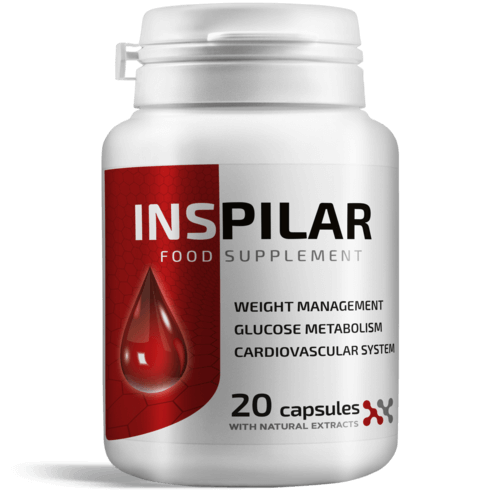 INSPILAR
FOOD SUPPLEMENT
WEIGHT MANAGEMENT
GLUCOSE METABOLISM
CARDIOVASCULAR SYSTEM
20 capsules
WITH NATURAL EXTRACTS